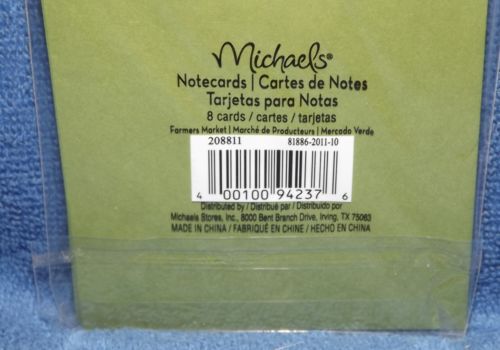 Michaels®
Notecards | Cartes de Notes
Tarjetas para Notas
8 cards / cartes / tarjetas
Farmers Market | Marché de Producteurs | Mercado Verde
208811 81886-2011-10
4 00100 94237 6
Distributed by / Distribué par / Distribuido por
Michaels Stores, Inc., 8000 Bent Branch Drive, Irving, TX 75063
MADE IN CHINA / FABRIQUÉ EN CHINE / HECHO EN CHINA